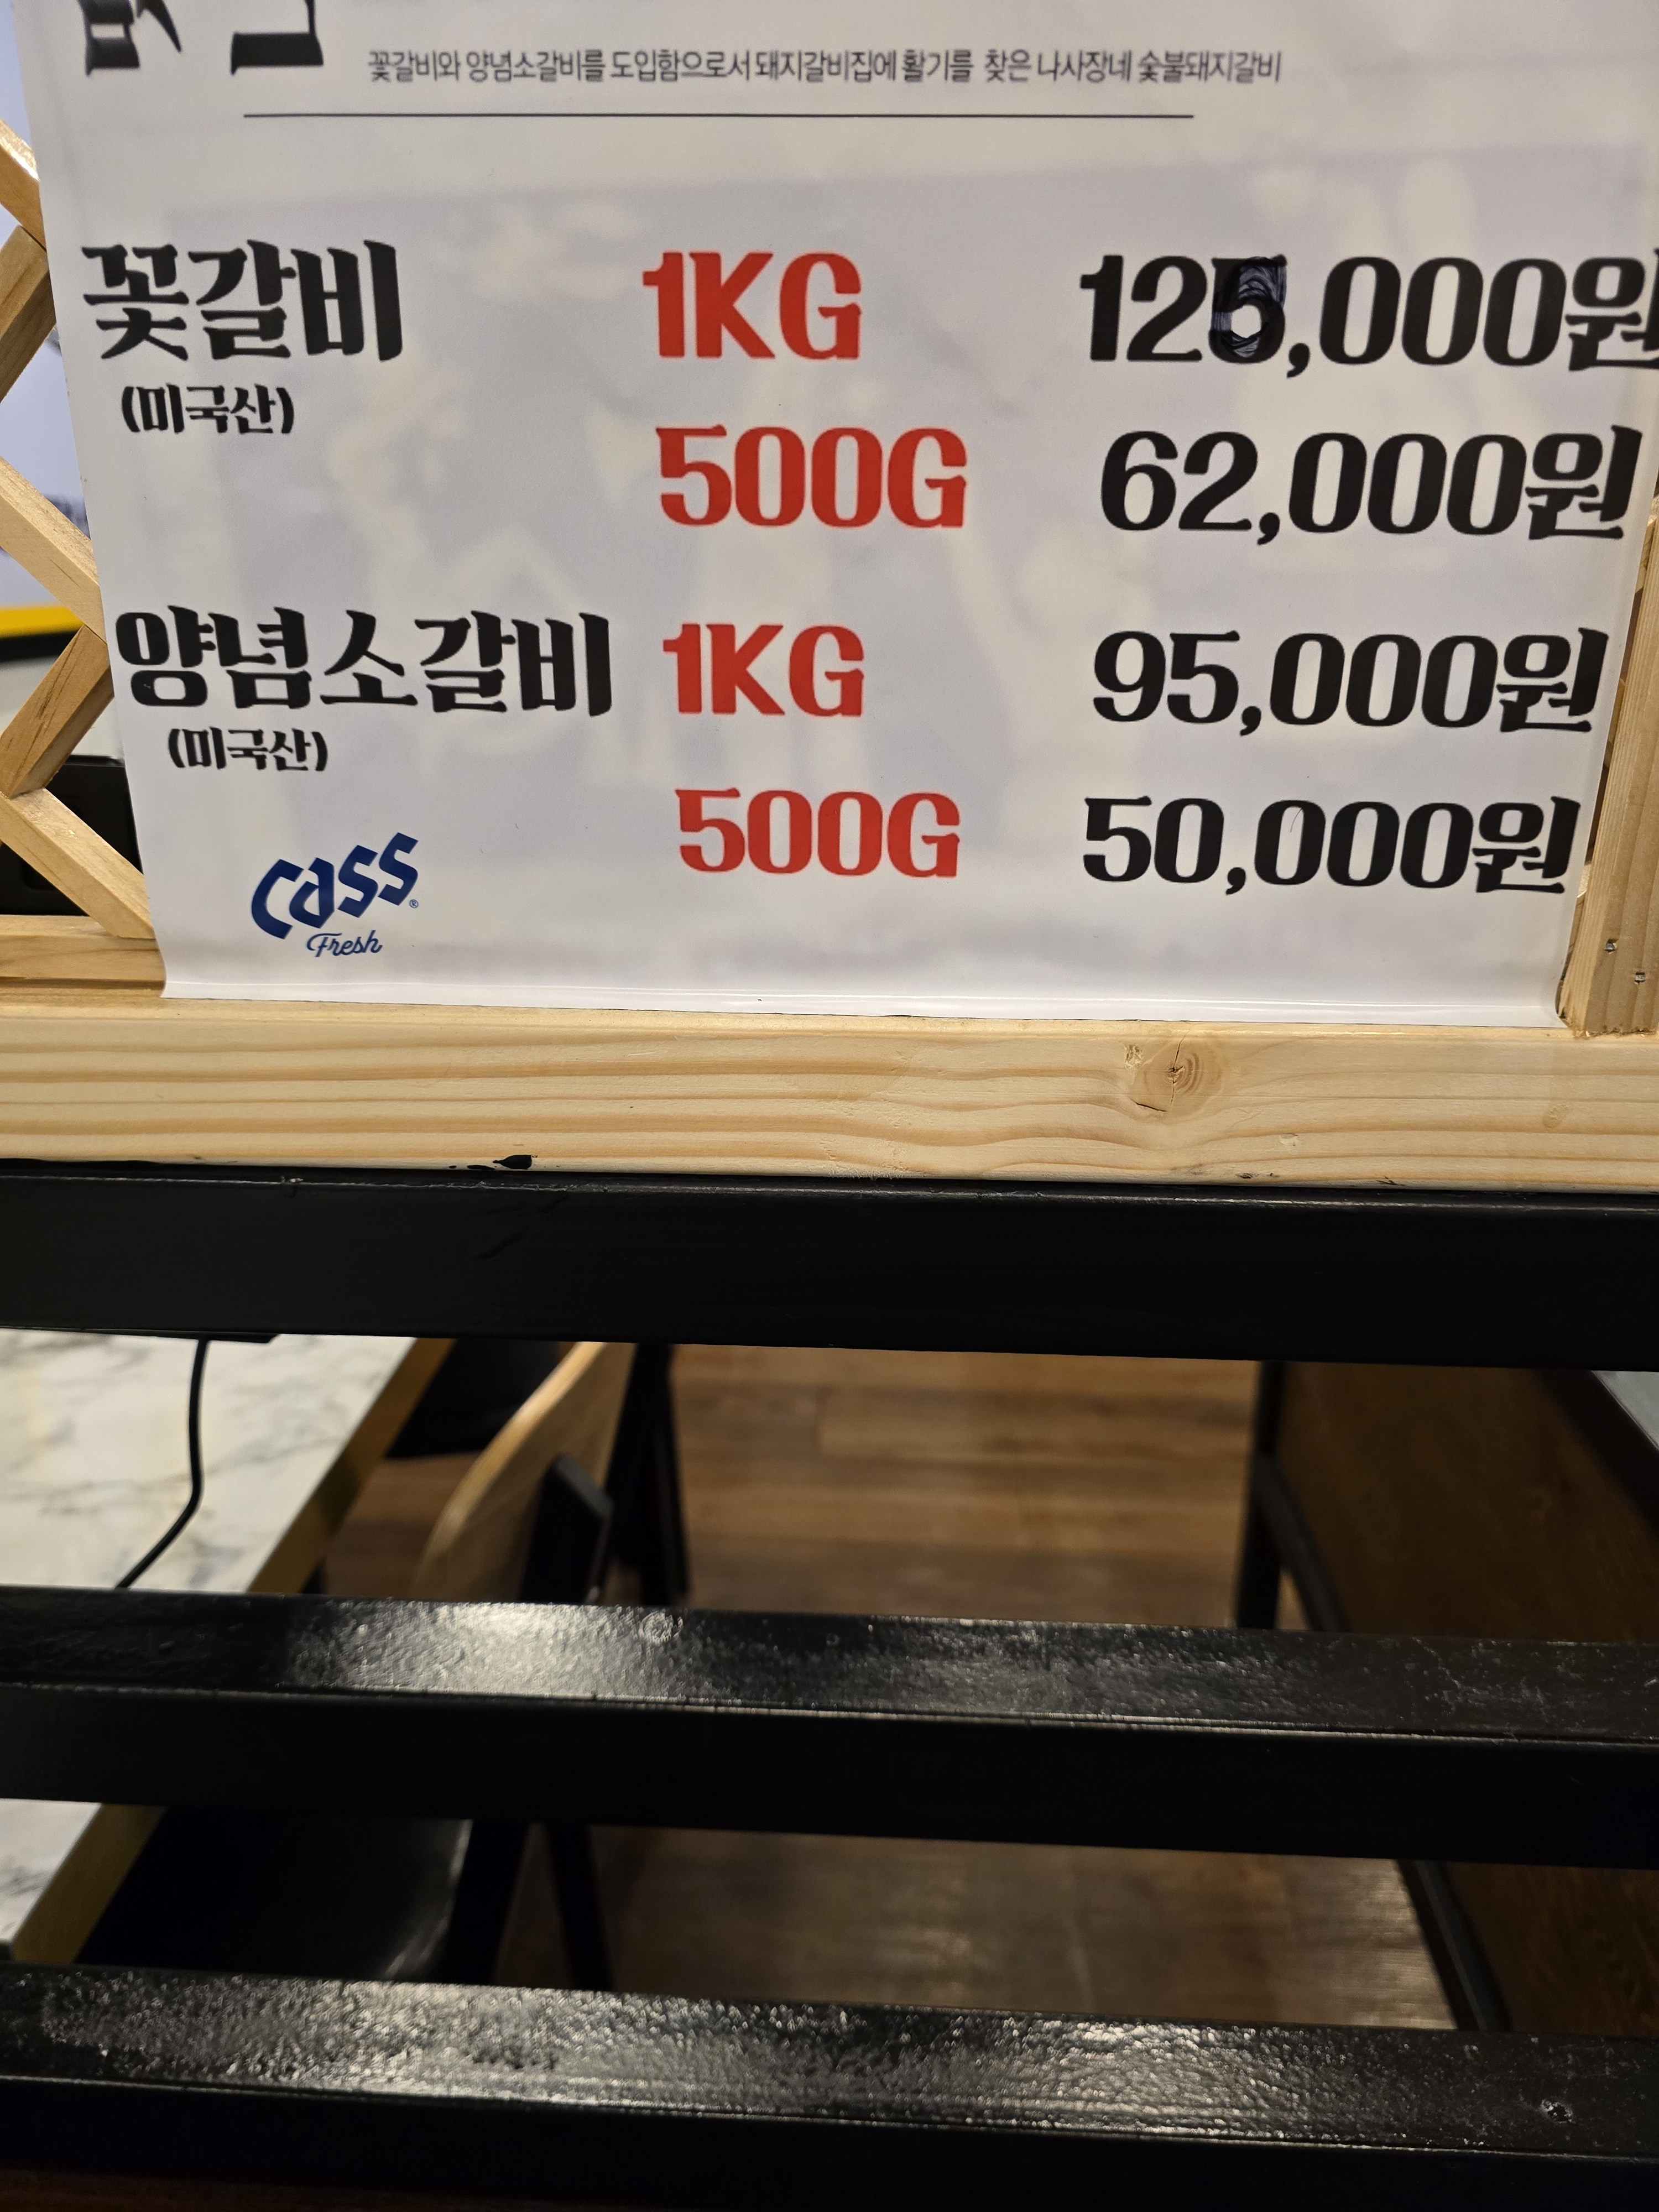 꽃갈비와 양념소갈비를 도입함으로서 돼지갈비집에 활기를 찾은 나사장네 숯불돼지갈비
꽃갈비 1KG 125,000원
(미국산)
500G 62,000원
양념소갈비 1KG 95,000원
(미국산)
500G 50,000원
Cass
Fresh